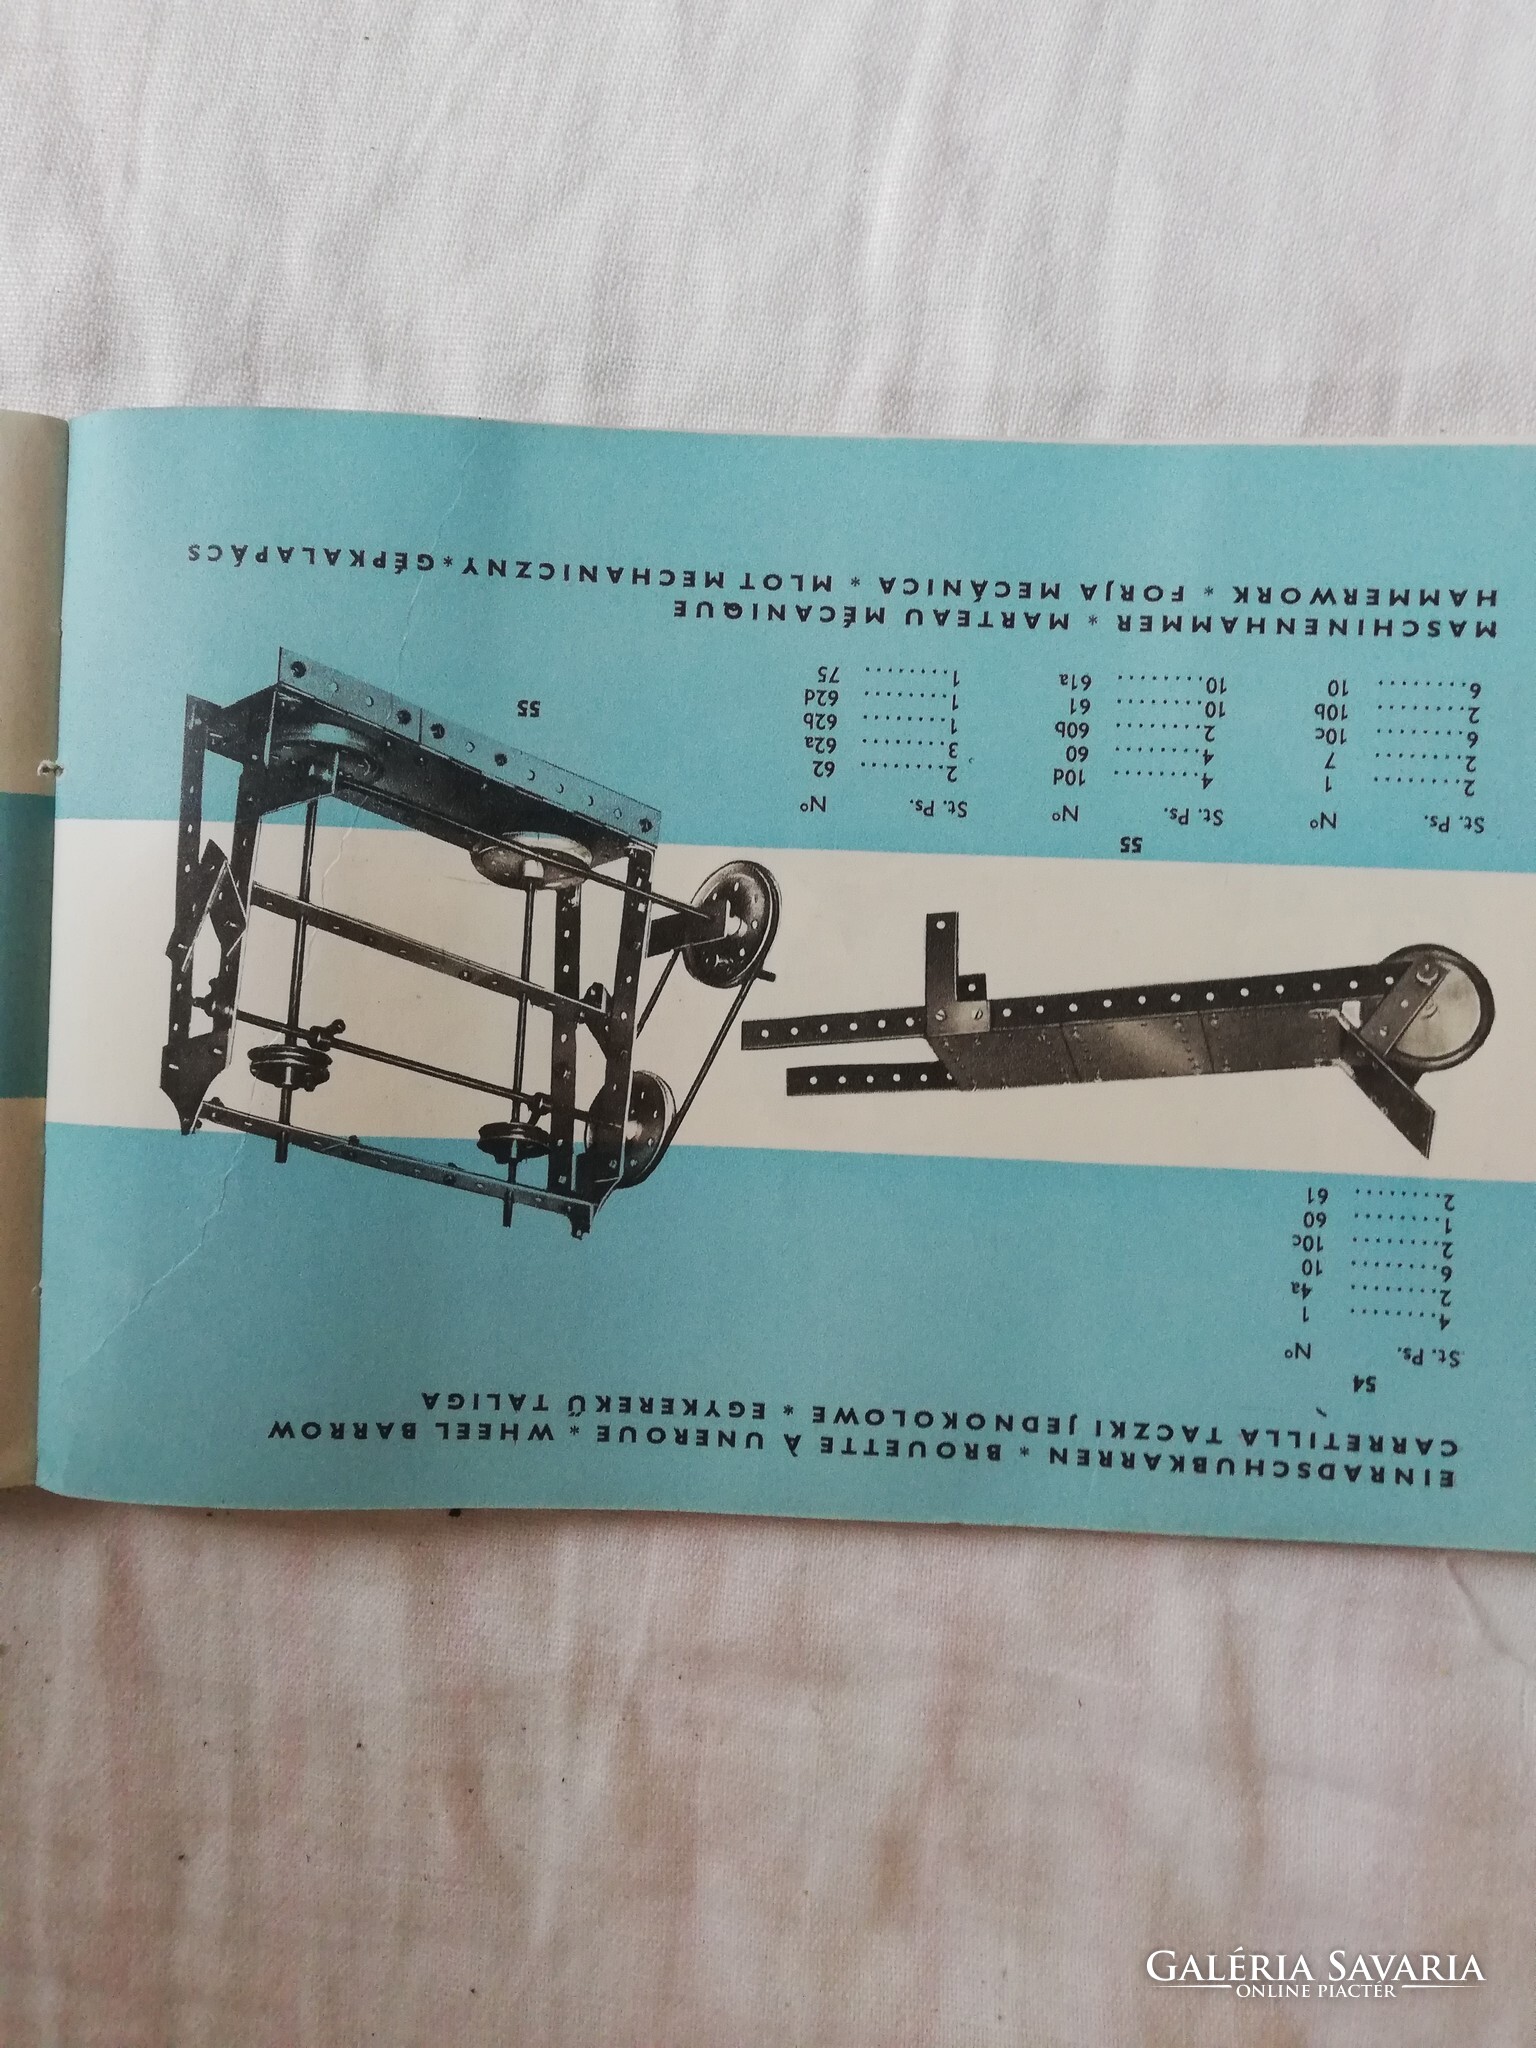 EINRADSCHUBKARREN * BROUETTE À UNEROUE * WHEEL BARROW
CARRETILLA TACZKI JEDNOKOLOWE * EGYKEREKŰ TALIGA
54
St. Ps. Nº
4......... 1
2......... 4a
6......... 10
2......... 10c
1......... 60
2......... 61
55
St. Ps. Nº
2......... 1
2......... 7
6......... 10c
2......... 10b
6......... 10
St. Ps. Nº
4......... 10d
4......... 60
2......... 60b
10......... 61
10......... 61a
St. Ps. Nº
2......... 62
3......... 62a
1......... 62b
1......... 62d
1......... 75
55
MASCHINENHAMMER * MARTEAU MÉCANIQUE
HAMMERWORK * FORJA MECÁNICA * MLOT MECHANICZNY * GÉPKALAPÁCS
GALÉRIA SAVARIA
ONLINE PIACTÉR